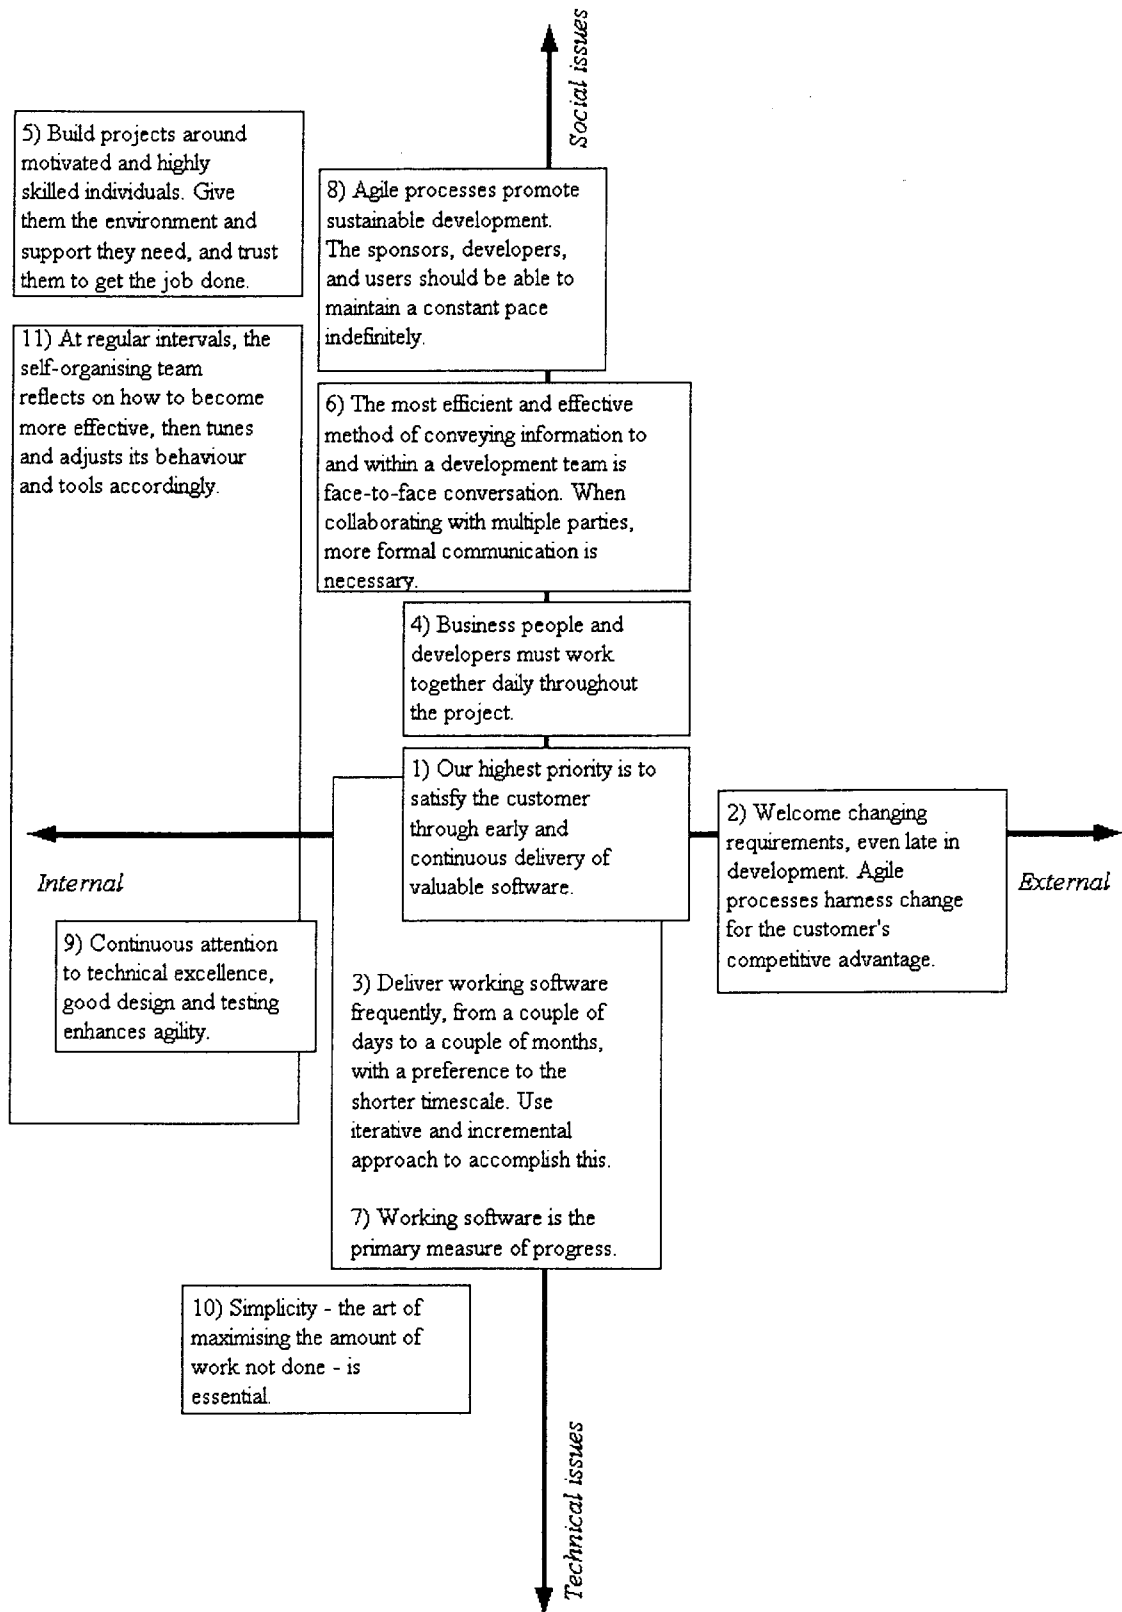 Social issues
5) Build projects around
motivated and highly
skilled individuals. Give
them the environment and
support they need, and trust
them to get the job done.
8) Agile processes promote
sustainable development.
The sponsors, developers,
and users should be able to
maintain a constant pace
indefinitely.
11) At regular intervals, the
self-organising team
reflects on how to become
more effective, then tunes
and adjusts its behaviour
and tools accordingly.
6) The most efficient and effective
method of conveying information to
and within a development team is
face-to-face conversation. When
collaborating with multiple parties,
more formal communication is
necessary.
4) Business people and
developers must work
together daily throughout
the project.
1) Our highest priority is to
satisfy the customer
through early and
continuous delivery of
valuable software.
2) Welcome changing
requirements, even late in
development. Agile
processes harness change
for the customer's
competitive advantage.
Internal
External
9) Continuous attention
to technical excellence,
good design and testing
enhances agility.
3) Deliver working software
frequently, from a couple of
days to a couple of months,
with a preference to the
shorter timescale. Use
iterative and incremental
approach to accomplish this.
7) Working software is the
primary measure of progress.
10) Simplicity - the art of
maximising the amount of
work not done - is
essential.
Technical issues